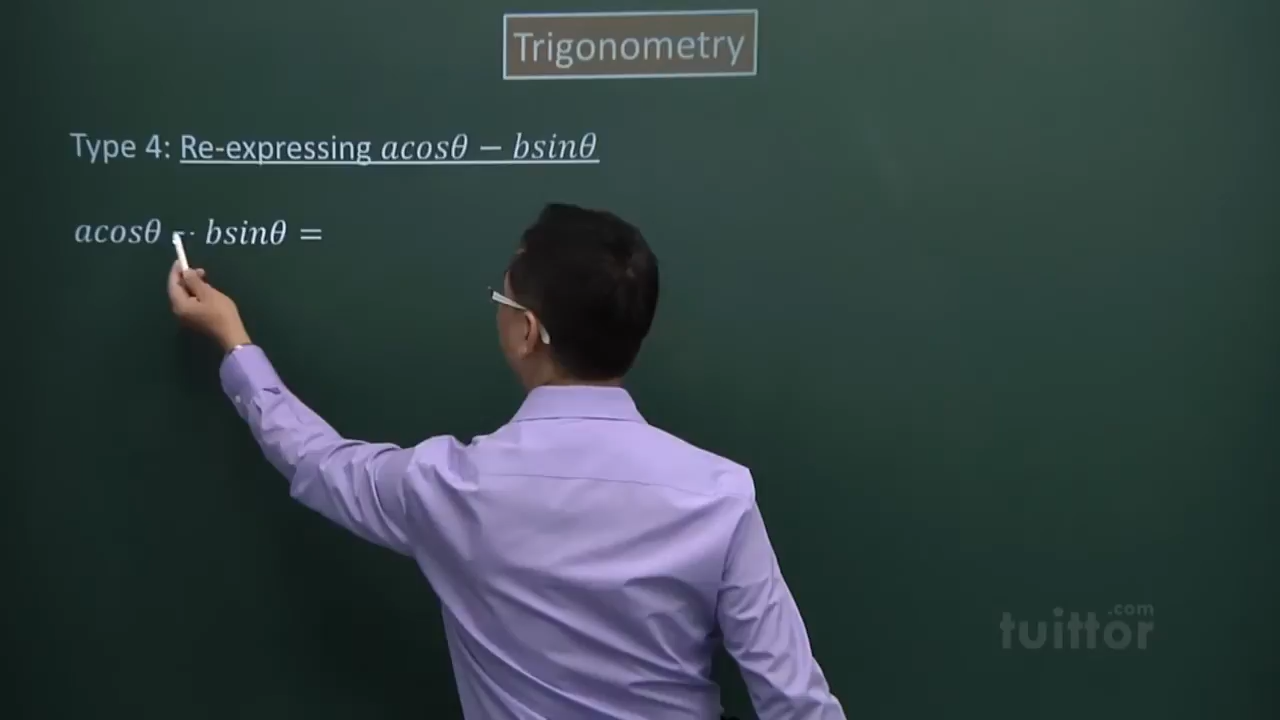 Trigonometry
Type 4: Re-expressing acosθ − bsinθ
acosθ − bsinθ =
tuittor.com